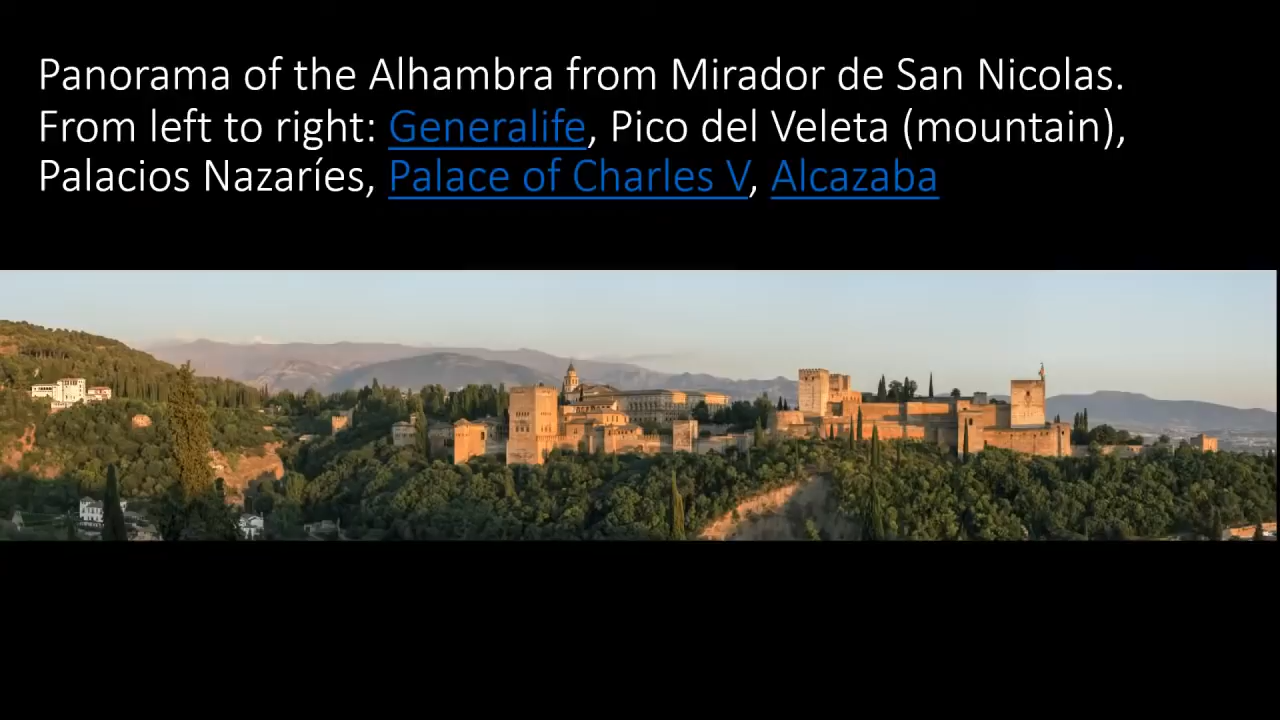 Panorama of the Alhambra from Mirador de San Nicolas.
From left to right: Generalife, Pico del Veleta (mountain),
Palacios Nazaríes, Palace of Charles V, Alcazaba